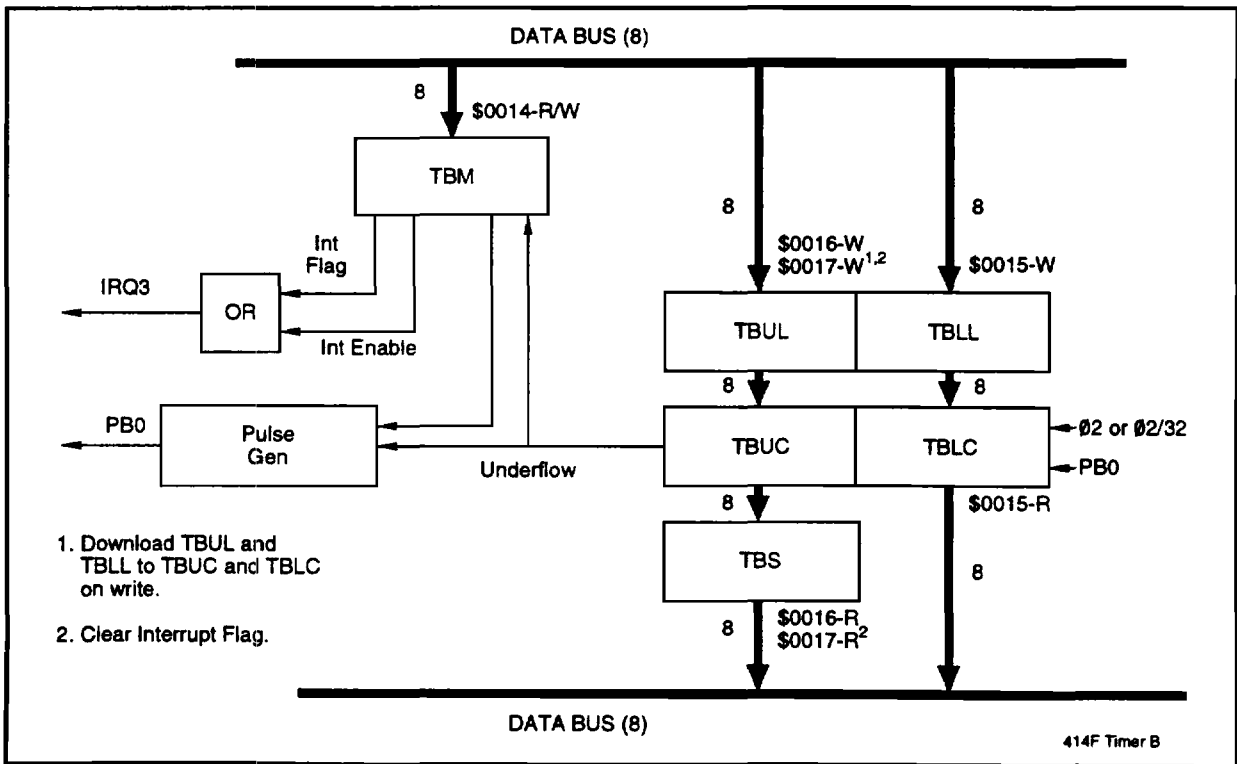 DATA BUS (8)
8
$0014-R/W
TBM
8
8
Int
Flag
$0016-W
$0017-W1,2
$0015-W
IRQ3
OR
TBUL
TBLL
Int Enable
8
8
PB0
Pulse
Gen
TBUC
TBLC
Ø2 or Ø2/32
PB0
Underflow
8
$0015-R
1. Download TBUL and
TBLL to TBUC and TBLC
on write.
TBS
8
2. Clear Interrupt Flag.
8
$0016-R
$0017-R2
DATA BUS (8)
414F Timer B